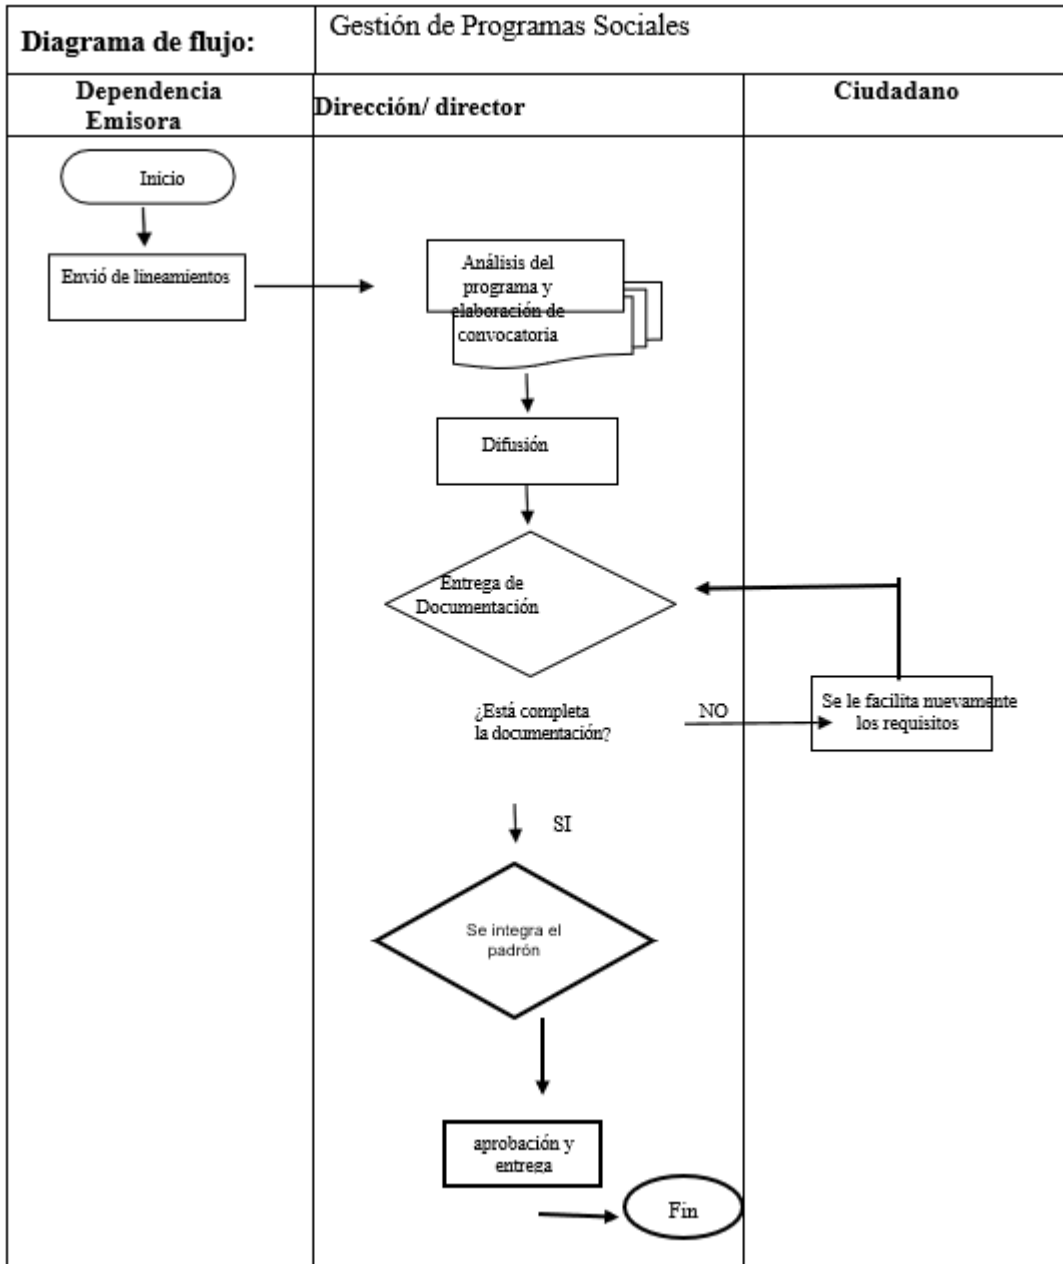 Diagrama de flujo:
Gestión de Programas Sociales
Dependencia
Emisora
Dirección/ director
Ciudadano
Inicio
Envió de lineamientos
Análisis del
programa y
elaboración de
convocatoria
Difusión
Entrega de
Documentación
¿Está completa
la documentación?
NO
Se le facilita nuevamente
los requisitos
SI
Se integra el
padrón
aprobación y
entrega
Fin